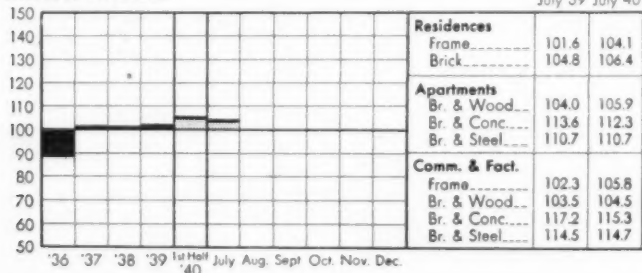 July '39 July '40
150
140
130
120
110
100
90
80
70
60
50
'36 '37 '38 '39 1st Half '40 July Aug. Sept. Oct. Nov. Dec.
Residences
Frame 101.6 104.1
Brick 104.8 106.4
Apartments
Br. & Wood 104.0 105.9
Br. & Conc. 113.6 112.3
Br. & Steel 110.7 110.7
Comm. & Fact.
Frame 102.3 105.8
Br. & Wood 103.5 104.5
Br. & Conc. 117.2 115.3
Br. & Steel 114.5 114.7